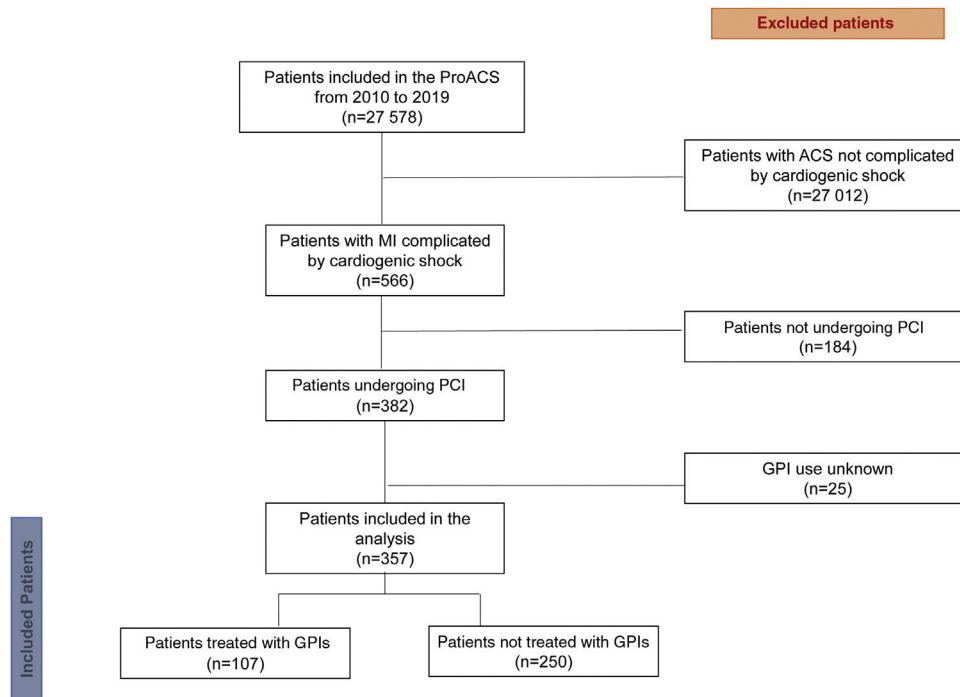 Excluded patients
Patients included in the ProACS
from 2010 to 2019
(n=27 578)
Patients with ACS not complicated
by cardiogenic shock
(n=27 012)
Patients with MI complicated
by cardiogenic shock
(n=566)
Patients not undergoing PCI
(n=184)
Patients undergoing PCI
(n=382)
GPI use unknown
(n=25)
Patients included in the
analysis
(n=357)
Included Patients
Patients treated with GPIs
(n=107)
Patients not treated with GPIs
(n=250)